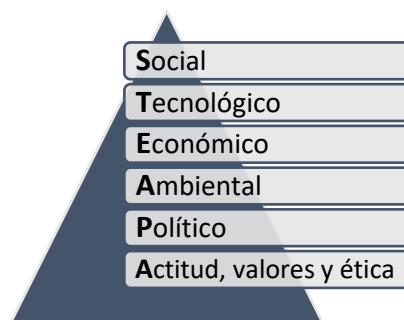 Social
Tecnológico
Económico
Ambiental
Político
Actitud, valores y ética